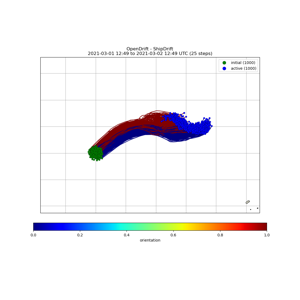 OpenDrift - ShipDrift
2021-03-01 12:49 to 2021-03-02 12:49 UTC (25 steps)
initial (1000)
active (1000)
0.0 0.2 0.4 0.6 0.8 1.0
orientation